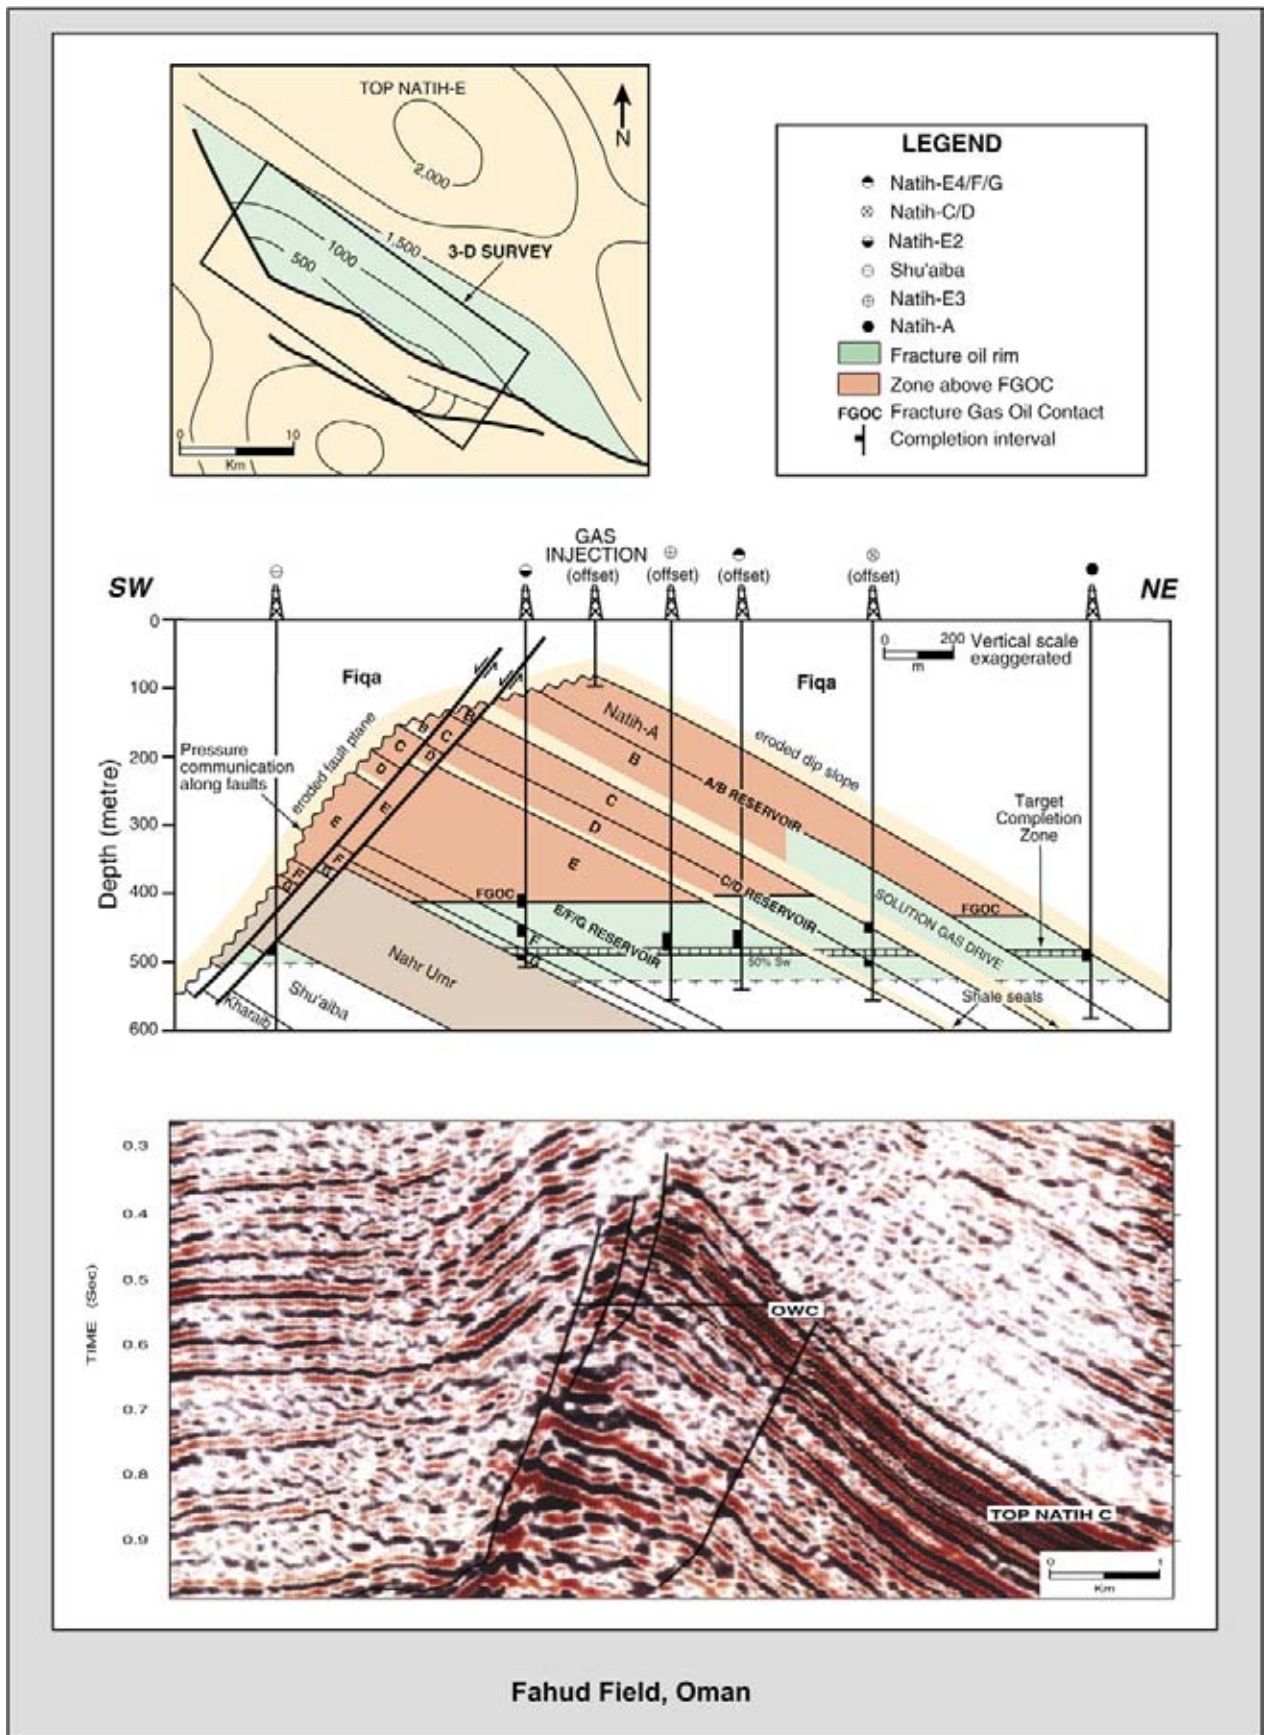 TOP NATIH-E
N
2,000
1,500
1000
500
3-D SURVEY
0 10
Km
LEGEND
Natih-E4/F/G
Natih-C/D
Natih-E2
Shu'aiba
Natih-E3
Natih-A
Fracture oil rim
Zone above FGOC
FGOC Fracture Gas Oil Contact
Completion interval
GAS
INJECTION
(offset)
(offset)
(offset)
(offset)
SW
NE
0
100
200
300
400
500
600
Depth (metre)
Fiqa
Fiqa
0 200
m
Vertical scale
exaggerated
Pressure
communication
along faults
eroded fault plane
eroded dip slope
Natih-A
B
A/B RESERVOIR
C
D
C/D RESERVOIR
E
E/F/G RESERVOIR
F
G
B
C
D
E
F
G
B
C
D
E
F
G
FGOC
FGOC
SOLUTION GAS DRIVE
Target
Completion
Zone
50% Sw
Shale seals
Nahr Umr
Shu'aiba
Kharaib
0.3
0.4
0.5
0.6
0.7
0.8
0.9
TIME (Sec)
OWC
TOP NATIH C
0 1
Km
Fahud Field, Oman